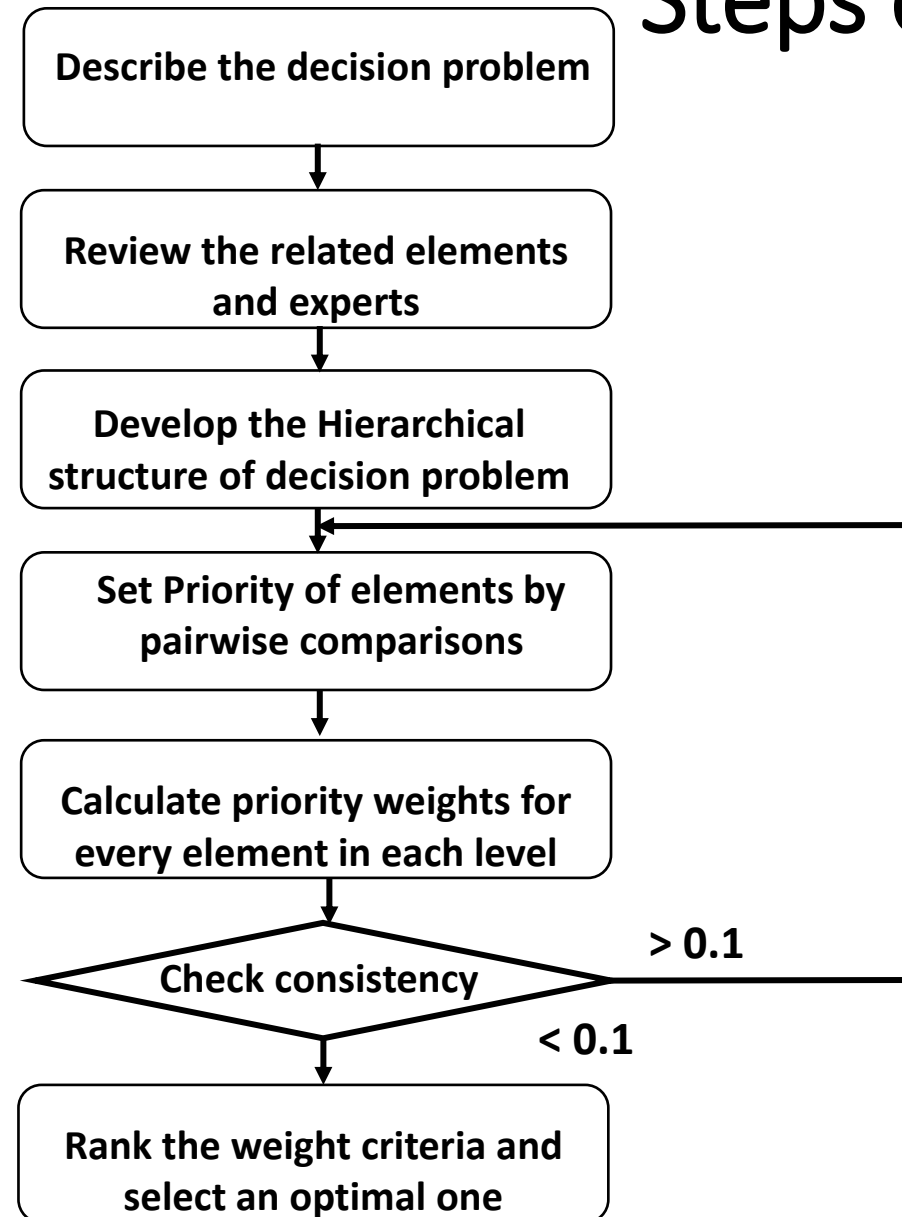 Steps
Describe the decision problem
Review the related elements
and experts
Develop the Hierarchical
structure of decision problem
Set Priority of elements by
pairwise comparisons
Calculate priority weights for
every element in each level
Check consistency
> 0.1
< 0.1
Rank the weight criteria and
select an optimal one